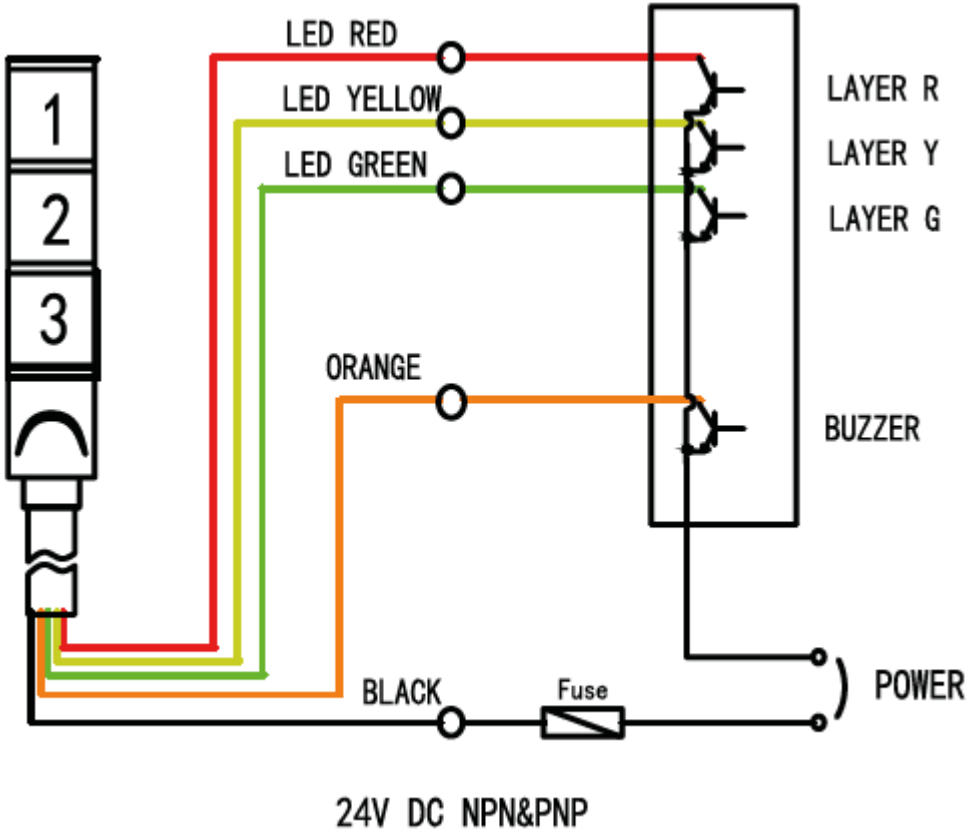 LED RED
LED YELLOW
LED GREEN
LAYER R
LAYER Y
LAYER G
1
2
3
ORANGE
BUZZER
BLACK
Fuse
POWER
24V DC NPN&PNP